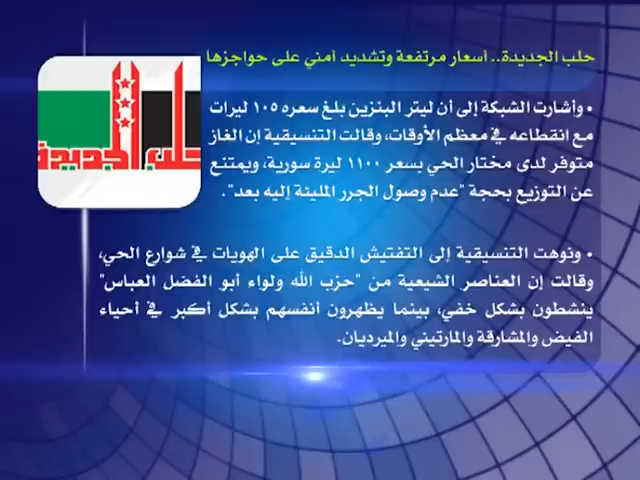 حلب الجديدة.. أسعار مرتفعة وتشديد أمني على حواجزها
حلب الجديدة
• وأشارت الشبكة إلى أن ليتر البنزين بلغ سعره ١٠٥ ليرات
مع انقطاعه في معظم الأوقات، وقالت التنسيقية إن الغاز
متوفر لدى مختار الحي بسعر ١١٠٠ ليرة سورية، ويمتنع
عن التوزيع بحجة "عدم وصول الجرر المليئة إليه بعد".
• ونوهت التنسيقية إلى التفتيش الدقيق على الهويات في شوارع الحي،
وقالت إن العناصر الشيعية من "حزب الله ولواء أبو الفضل العباس"
ينشطون بشكل خفي، بينما يظهرون أنفسهم بشكل أكبر في أحياء
الفيض والمشارقة والمارتيني والميرديان.